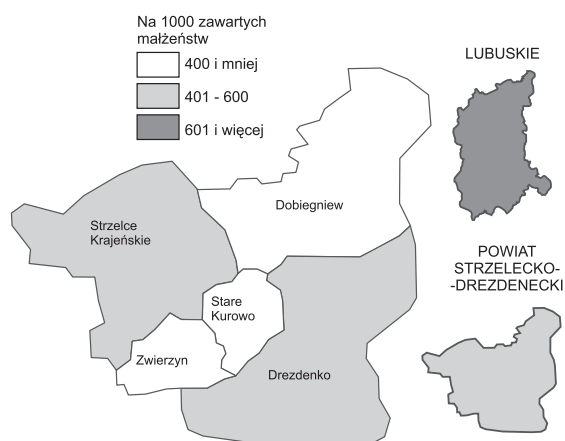 Na 1000 zawartych
małżeństw
400 i mniej
401 - 600
601 i więcej
LUBUSKIE
Dobiegniew
Strzelce
Krajeńskie
POWIAT
STRZELECKO-
-DREZDENECKI
Stare
Kurowo
Zwierzyn
Drezdenko